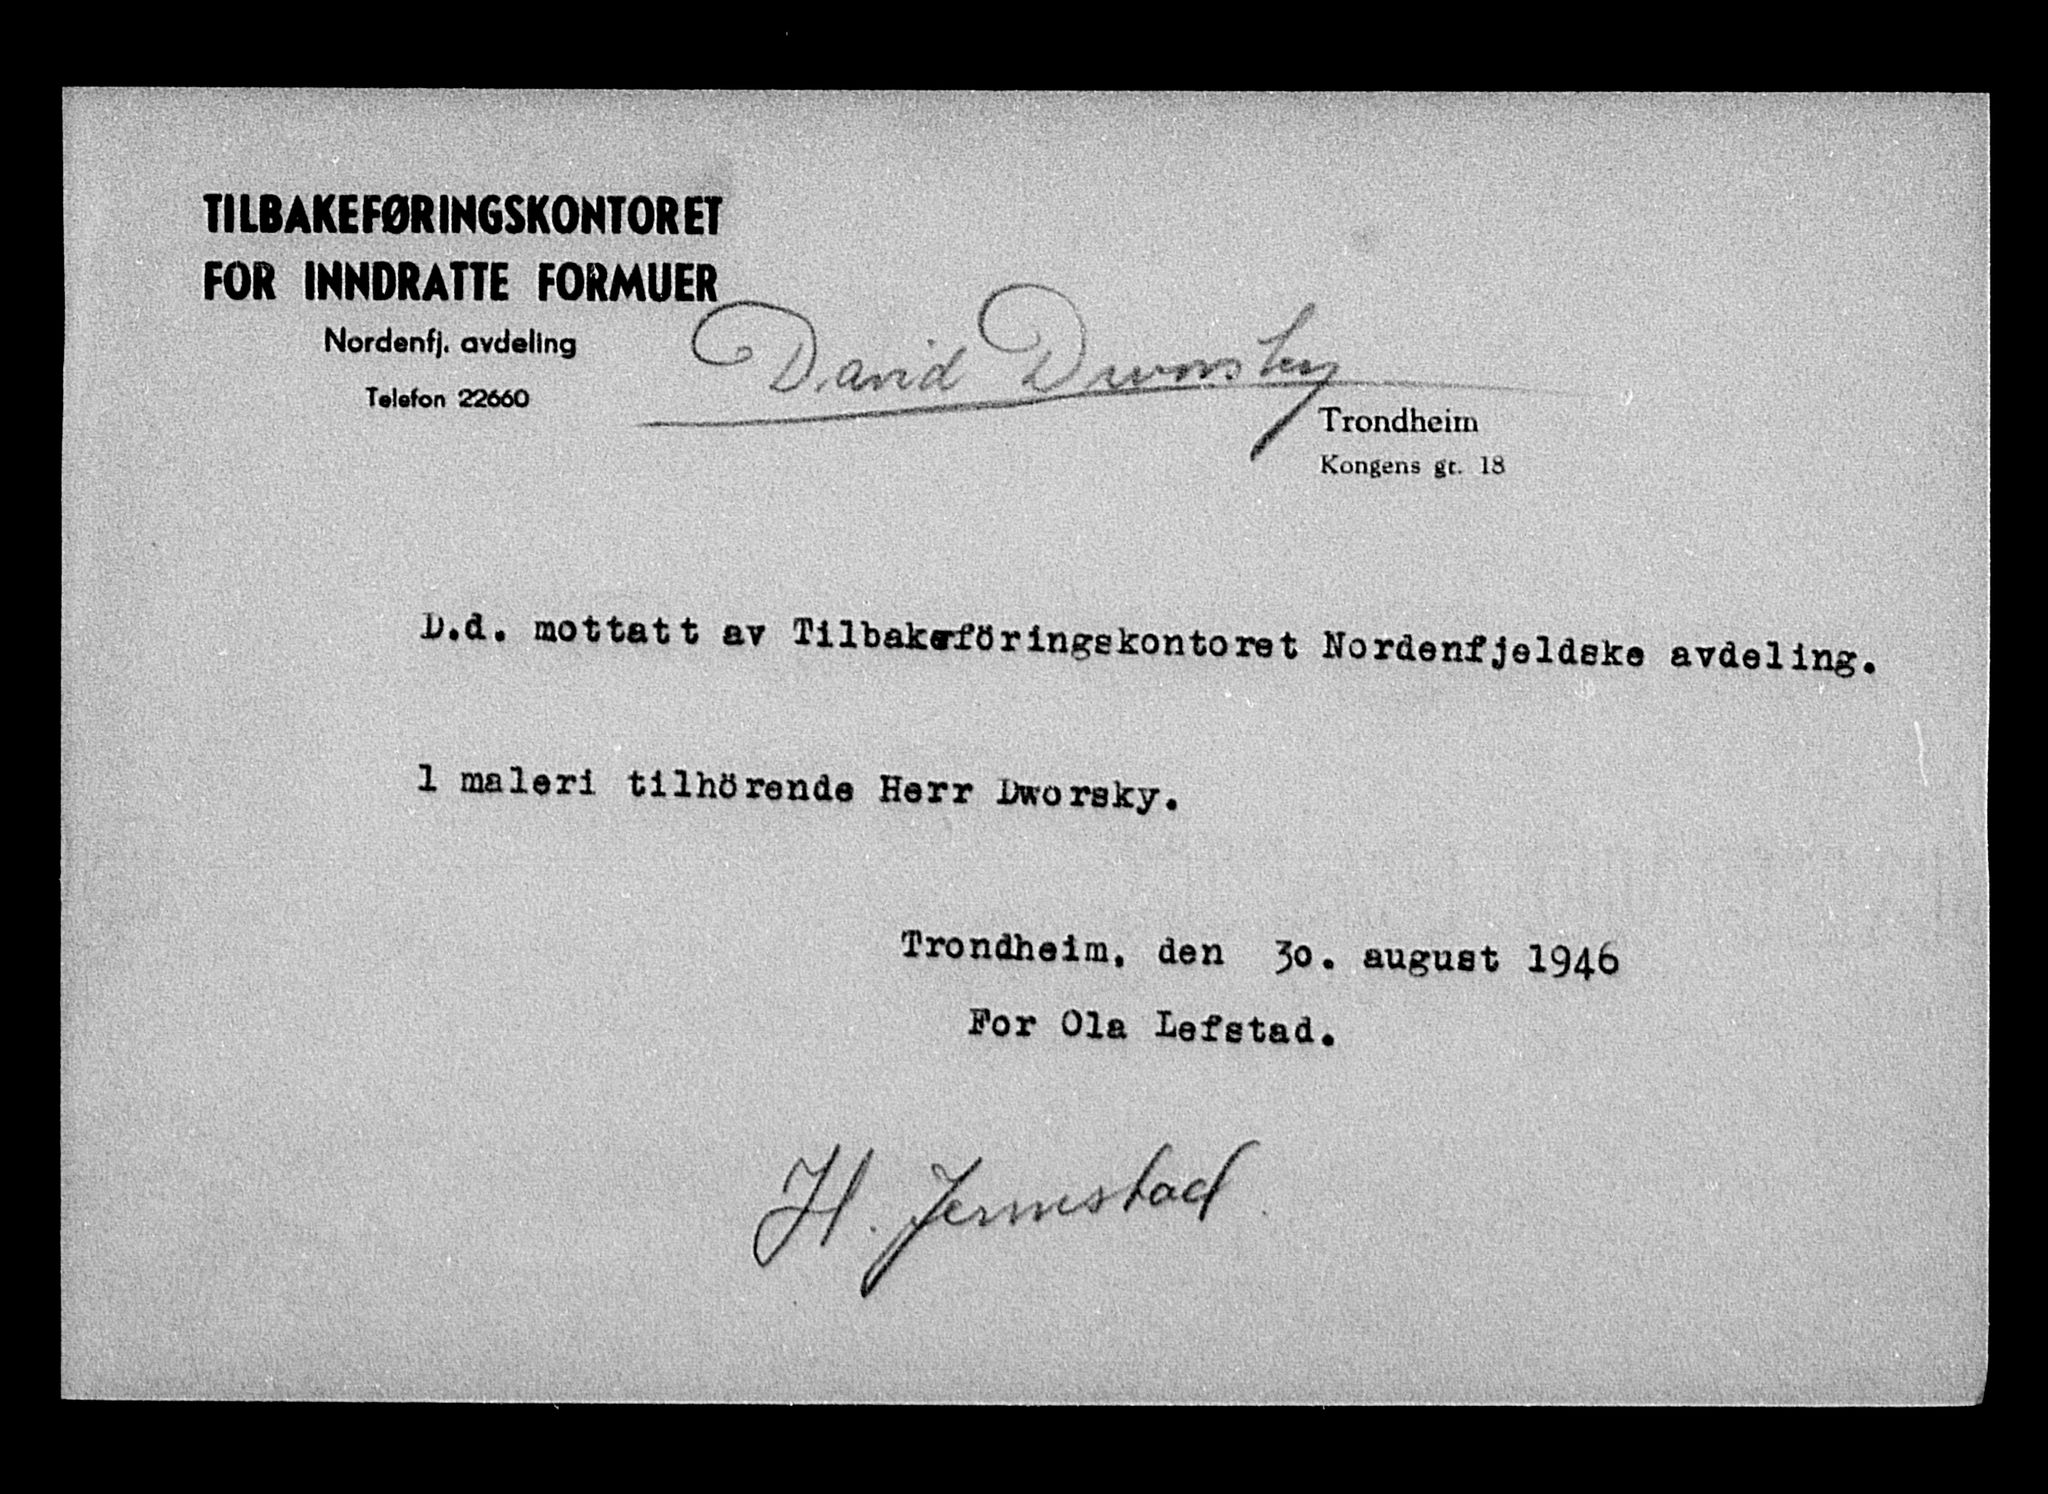 TILBAKEFØRINGSKONTORET
FOR INNDRATTE FORMUER
Nordenfj. avdeling
Telefon 22660
David Dworsky
Trondheim
Kongens gt. 18
D.d. mottatt av Tilbakeföringskontoret Nordenfjeldske avdeling.
1 maleri tilhörende Herr Dworsky.
Trondheim, den 30. august 1946
For Ola Lefstad.
H. Jermstad.